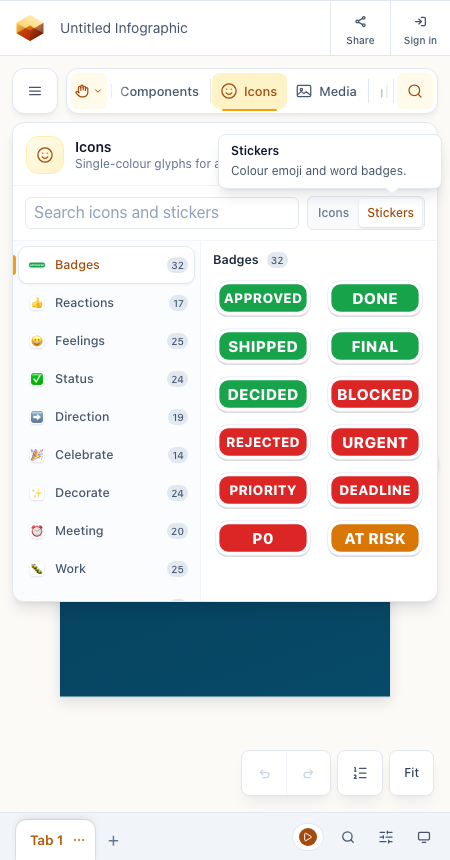 Untitled Infographic
Share
Sign in
Components
Icons
Media
Icons
Single-colour glyphs for
Stickers
Colour emoji and word badges.
Search icons and stickers
Icons
Stickers
Badges 32
Reactions 17
Feelings 25
Status 24
Direction 19
Celebrate 14
Decorate 24
Meeting 20
Work 25
Badges 32
APPROVED
DONE
SHIPPED
FINAL
DECIDED
BLOCKED
REJECTED
URGENT
PRIORITY
DEADLINE
P0
AT RISK
Fit
Tab 1